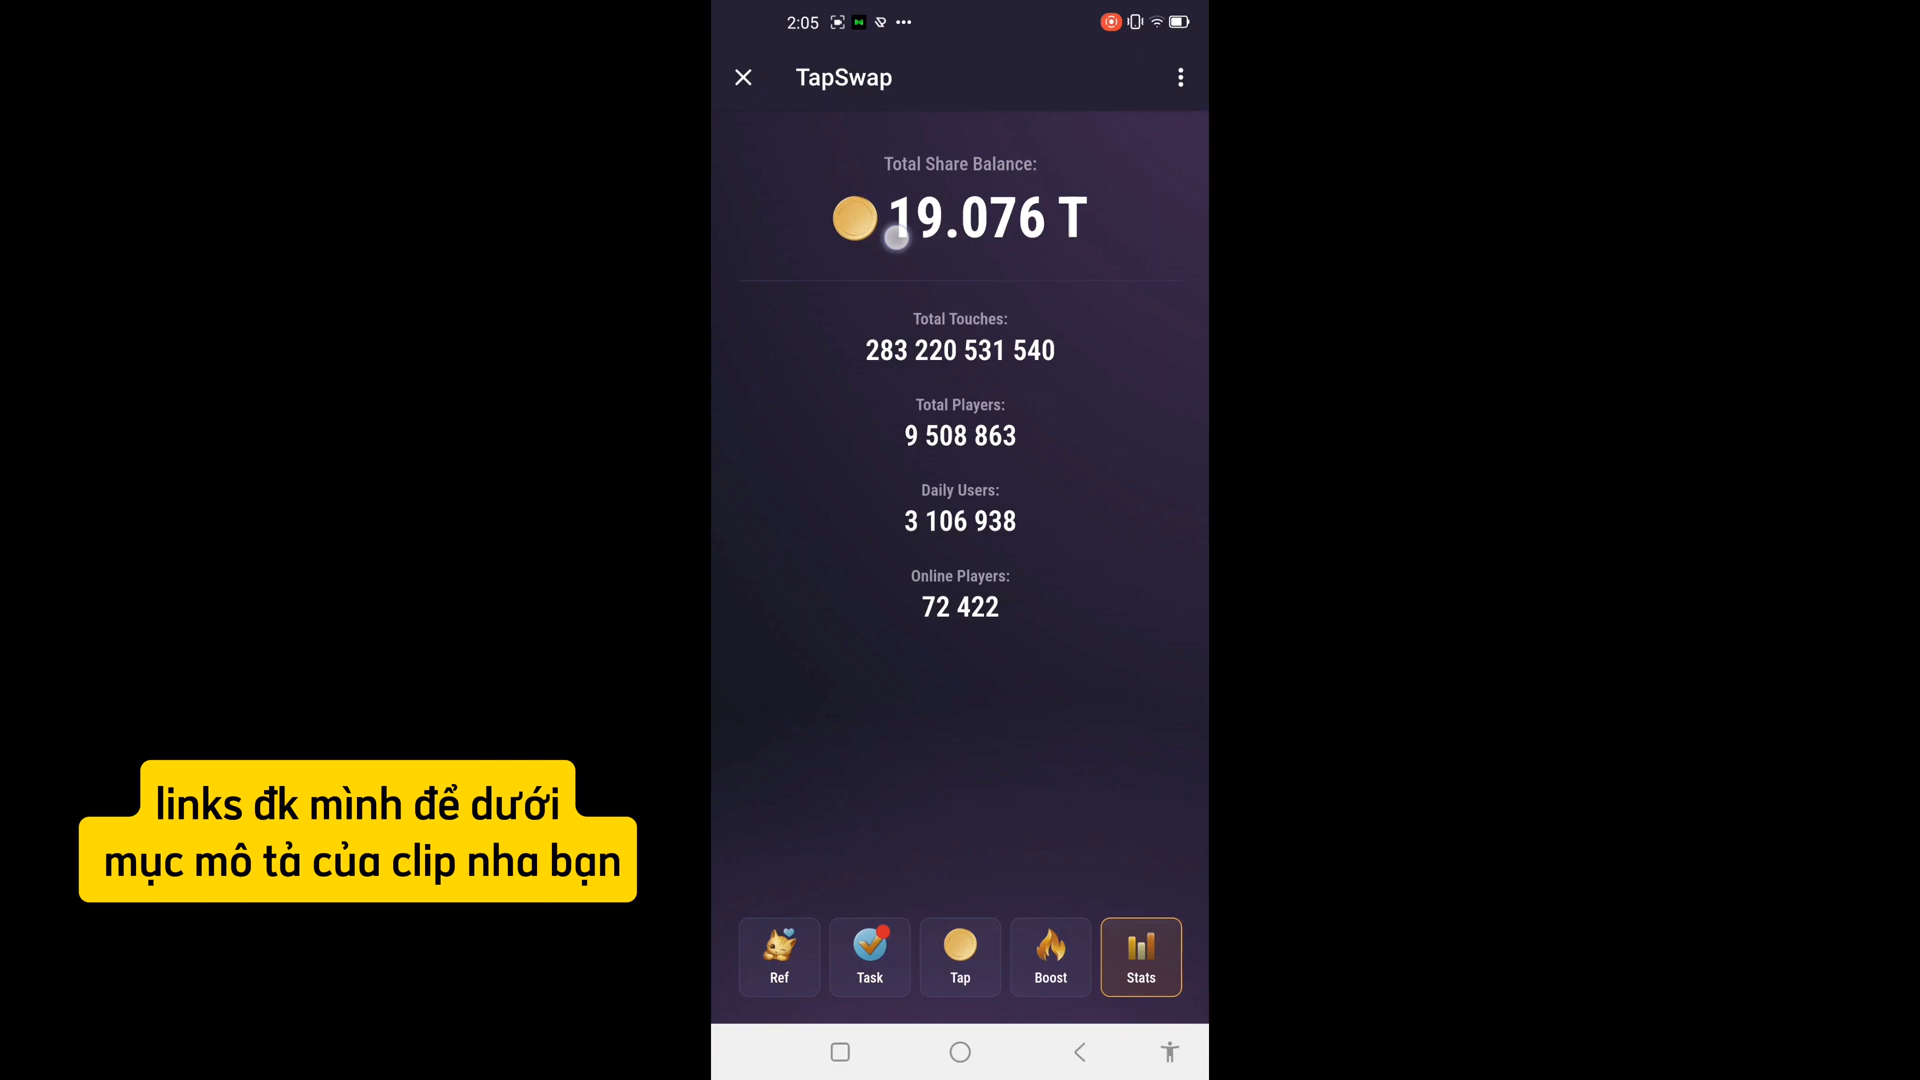 2:05
TapSwap
Total Share Balance:
19.076 T
Total Touches:
283 220 531 540
Total Players:
9 508 863
Daily Users:
3 106 938
Online Players:
72 422
links đk mình để dưới
mục mô tả của clip nha bạn
Ref
Task
Tap
Boost
Stats